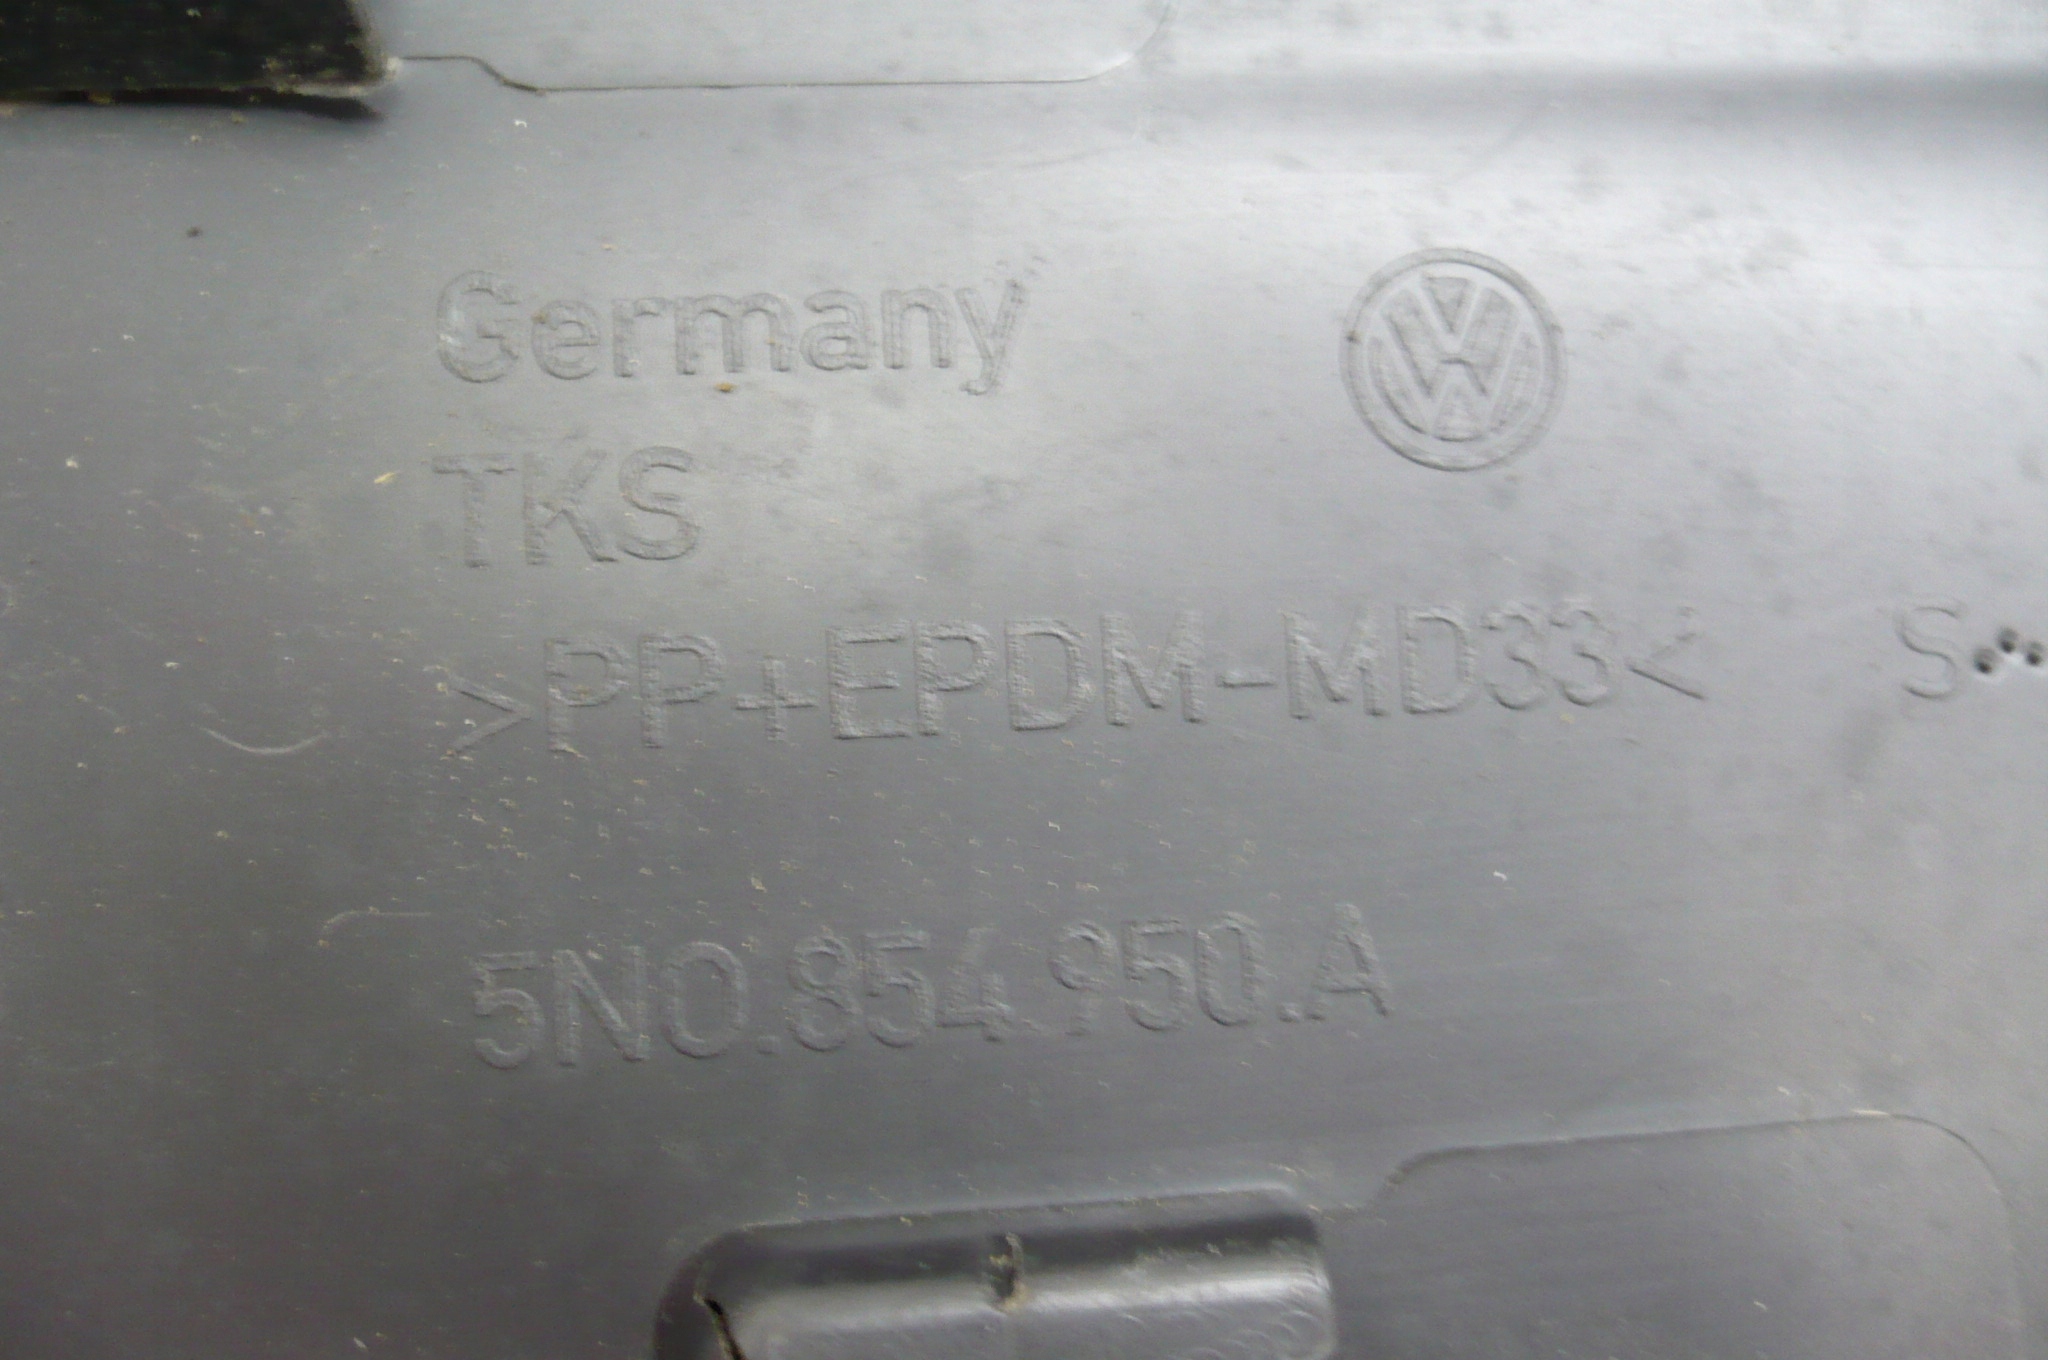 Germany
TKS
>PP+EPDM-MD33< S
5N0.854.950.A